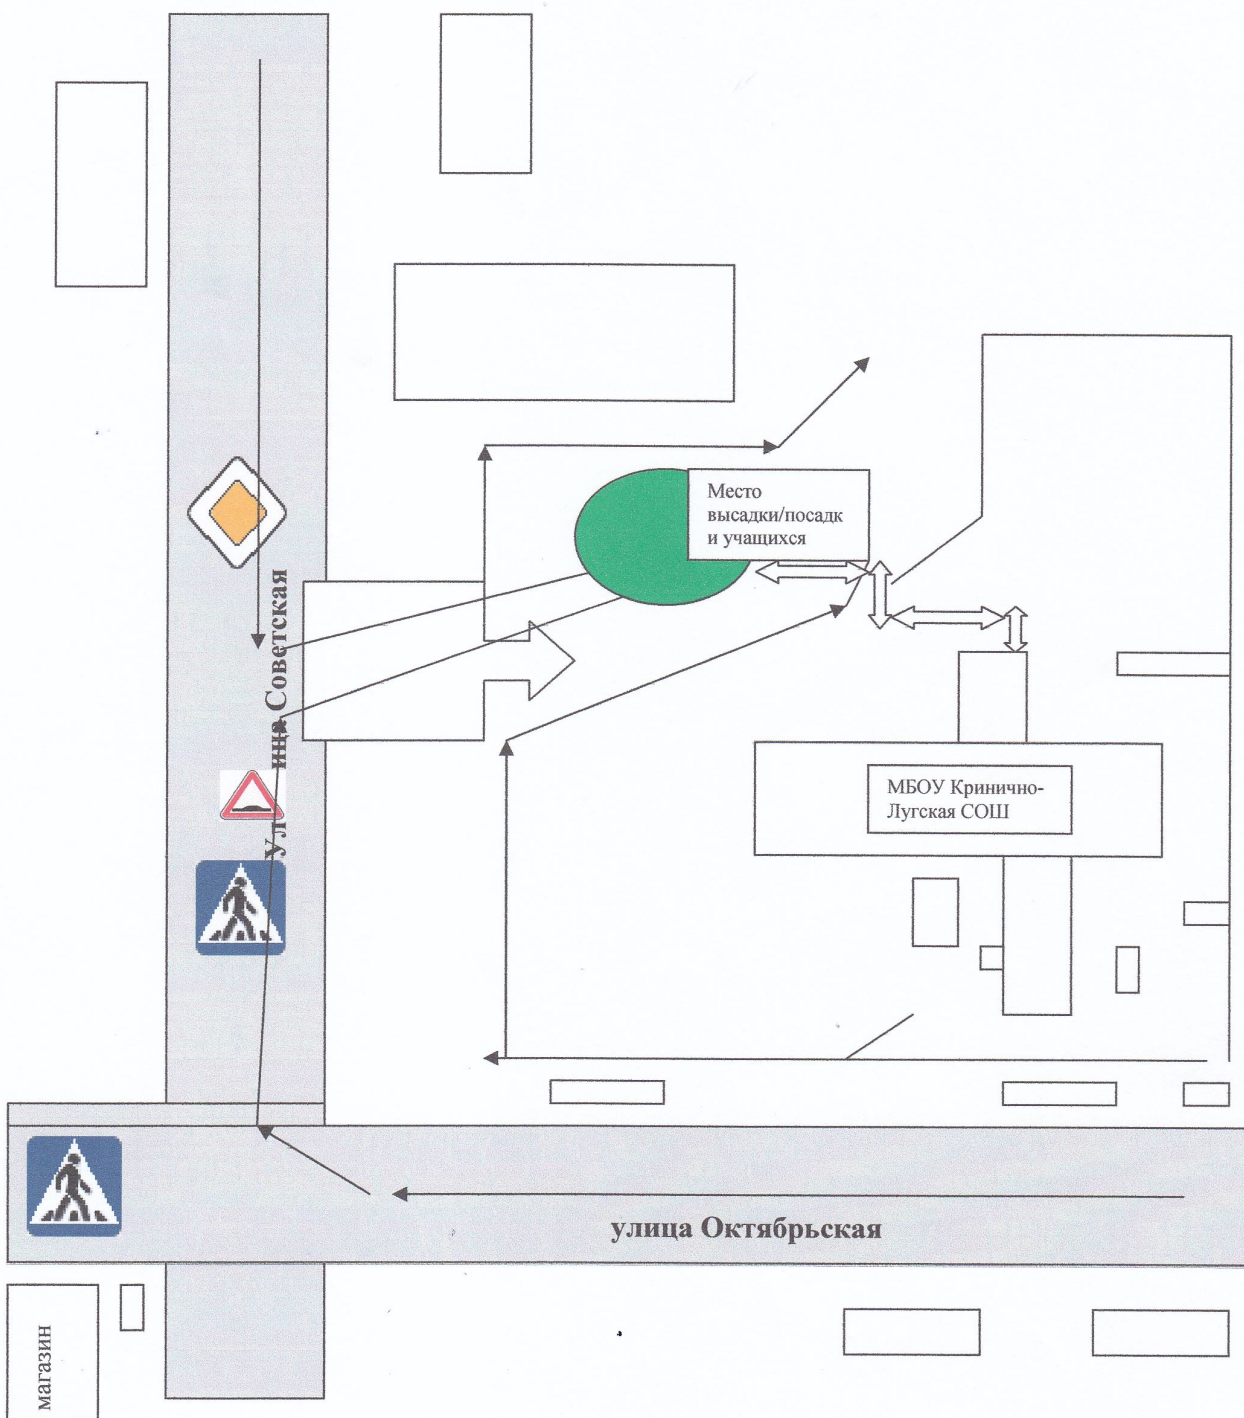 улица Советская
Место
высадки/посадк
и учащихся
МБОУ Кринично-
Лугская СОШ
улица Октябрьская
магазин